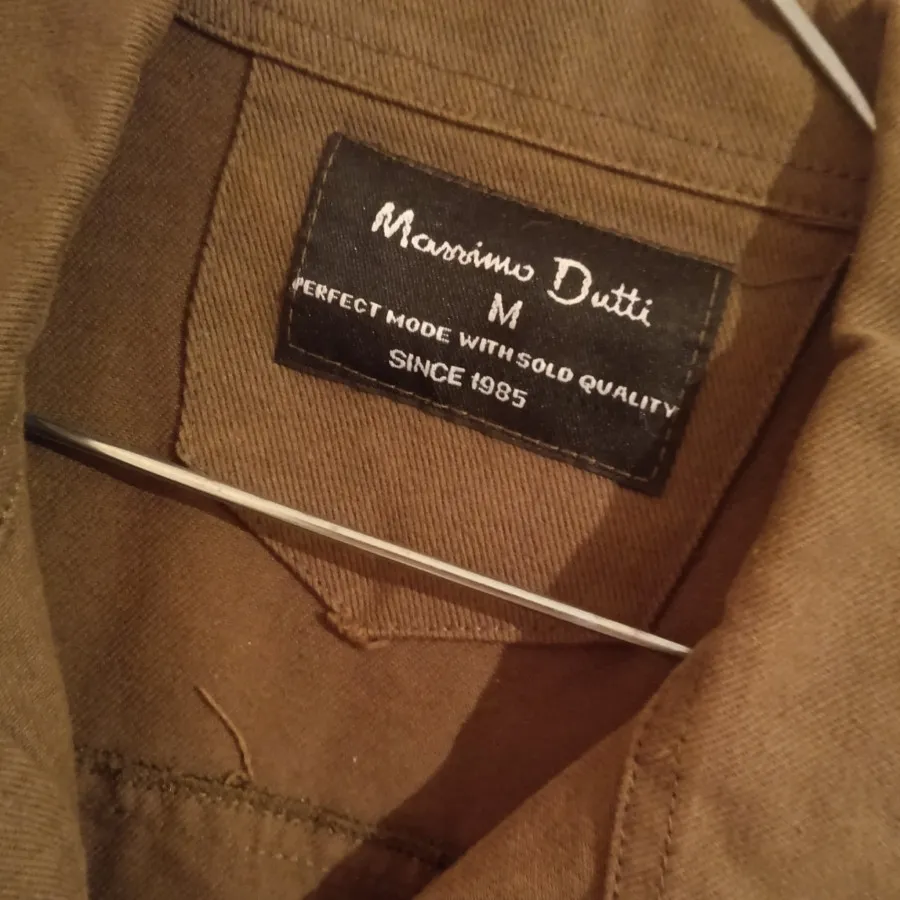 Massimo Dutti
M
PERFECT MODE WITH SOLD QUALITY
SINCE 1985